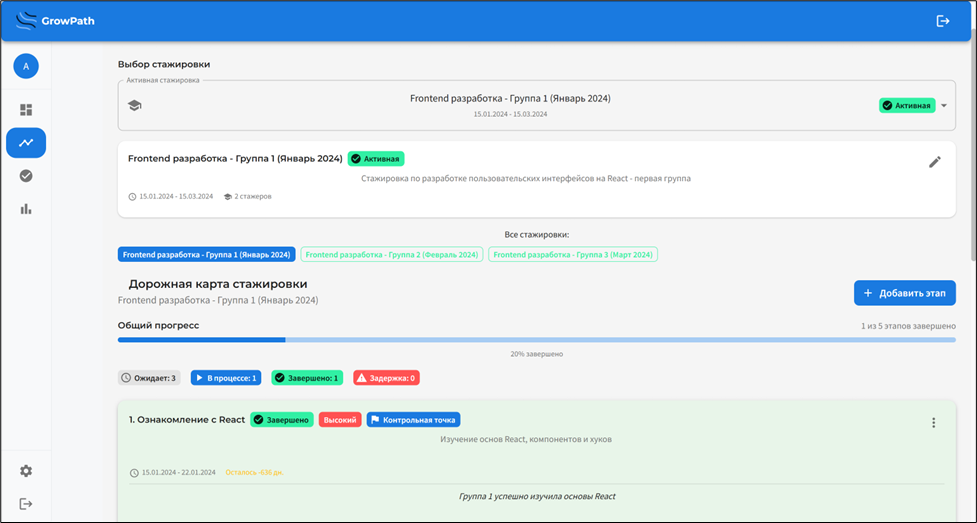 GrowPath
A
Выбор стажировки
Активная стажировка
Frontend разработка - Группа 1 (Январь 2024)
15.01.2024 - 15.03.2024
Активная
Frontend разработка - Группа 1 (Январь 2024) Активная
Стажировка по разработке пользовательских интерфейсов на React - первая группа
15.01.2024 - 15.03.2024 2 стажеров
Все стажировки:
Frontend разработка - Группа 1 (Январь 2024) Frontend разработка - Группа 2 (Февраль 2024) Frontend разработка - Группа 3 (Март 2024)
Дорожная карта стажировки
Frontend разработка - Группа 1 (Январь 2024)
+ Добавить этап
Общий прогресс 1 из 5 этапов завершено
20% завершено
Ожидает: 3 В процессе: 1 Завершено: 1 Задержка: 0
1. Ознакомление с React Завершено Высокий Контрольная точка
Изучение основ React, компонентов и хуков
15.01.2024 - 22.01.2024 Осталось -636 дн.
Группа 1 успешно изучила основы React